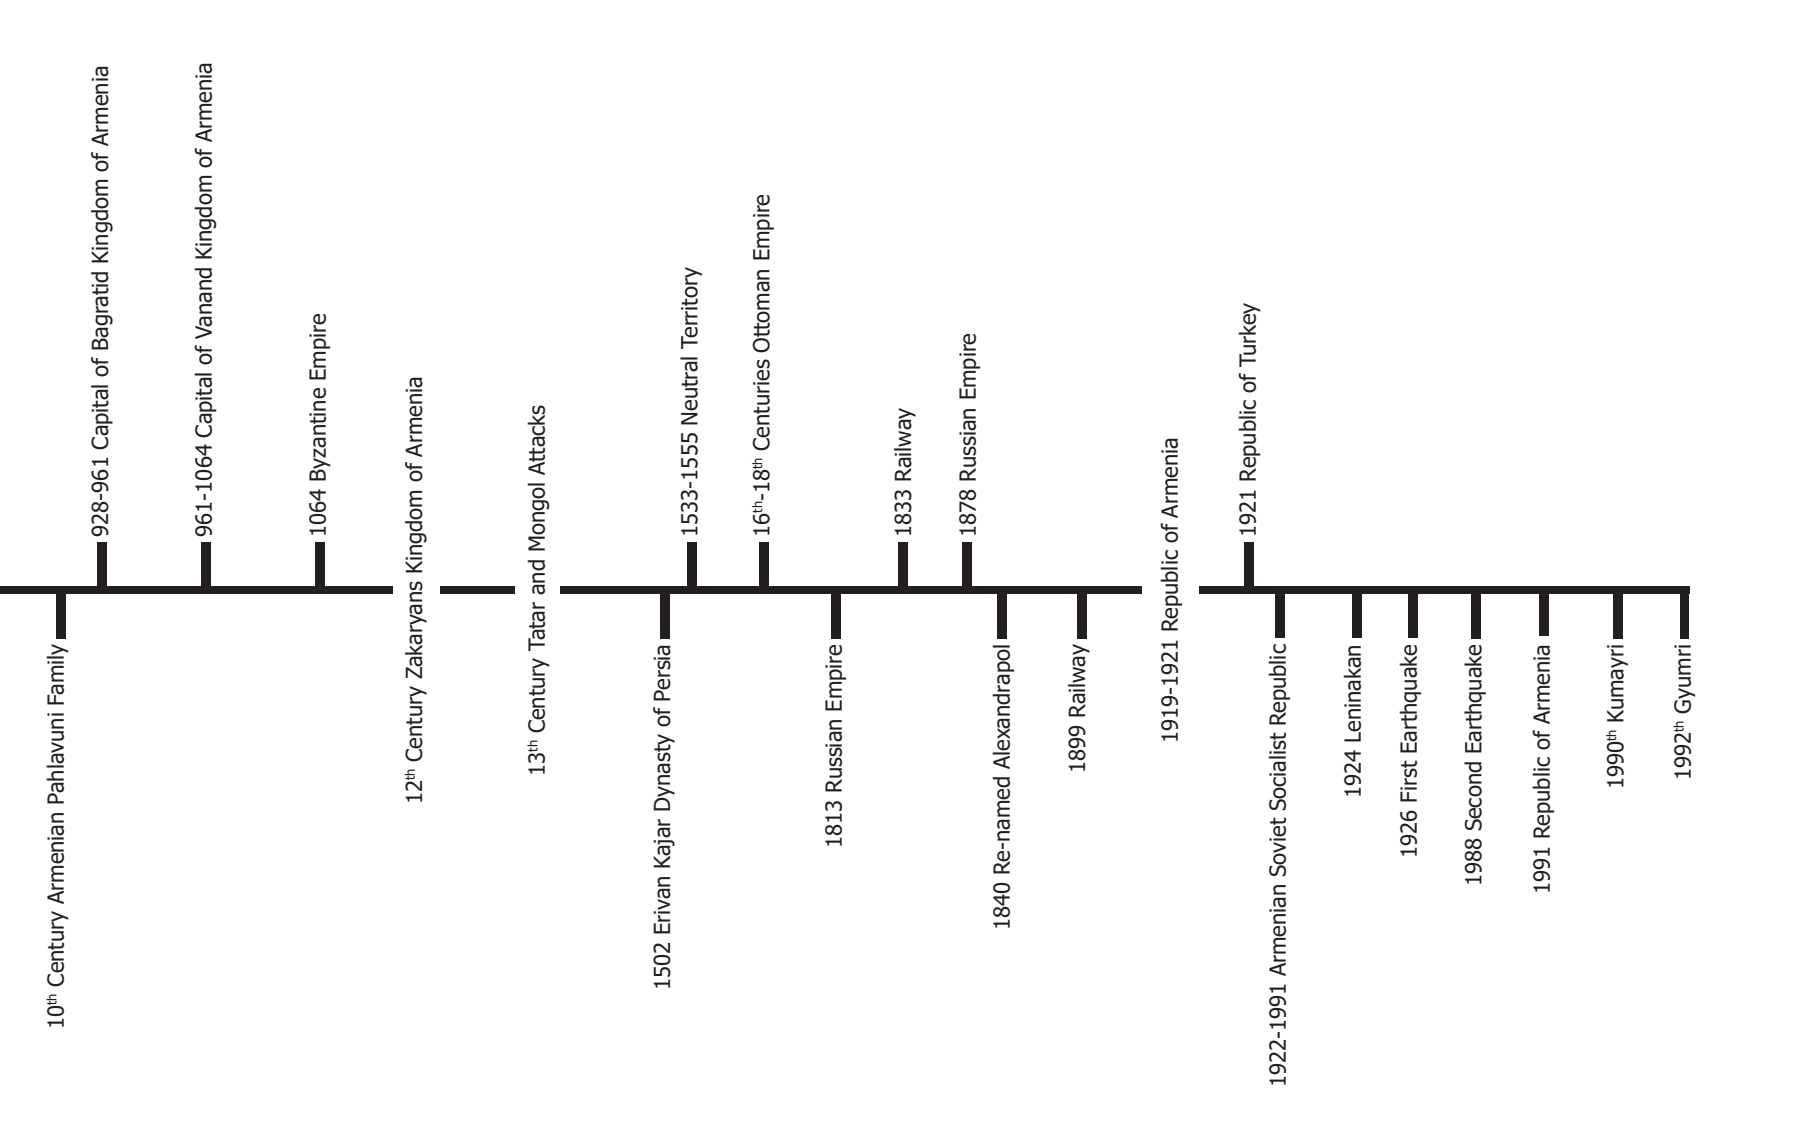 10th Century Armenian Pahlavuni Family
928-961 Capital of Bagratid Kingdom of Armenia
961-1064 Capital of Vanand Kingdom of Armenia
1064 Byzantine Empire
12th Century Zakaryans Kingdom of Armenia
13th Century Tatar and Mongol Attacks
1502 Erivan Kajar Dynasty of Persia
1533-1555 Neutral Territory
16th-18th Centuries Ottoman Empire
1813 Russian Empire
1833 Railway
1878 Russian Empire
1840 Re-named Alexandrapol
1899 Railway
1919-1921 Republic of Armenia
1921 Republic of Turkey
1922-1991 Armenian Soviet Socialist Republic
1924 Leninakan
1926 First Earthquake
1988 Second Earthquake
1991 Republic of Armenia
1990th Kumayri
1992th Gyumri